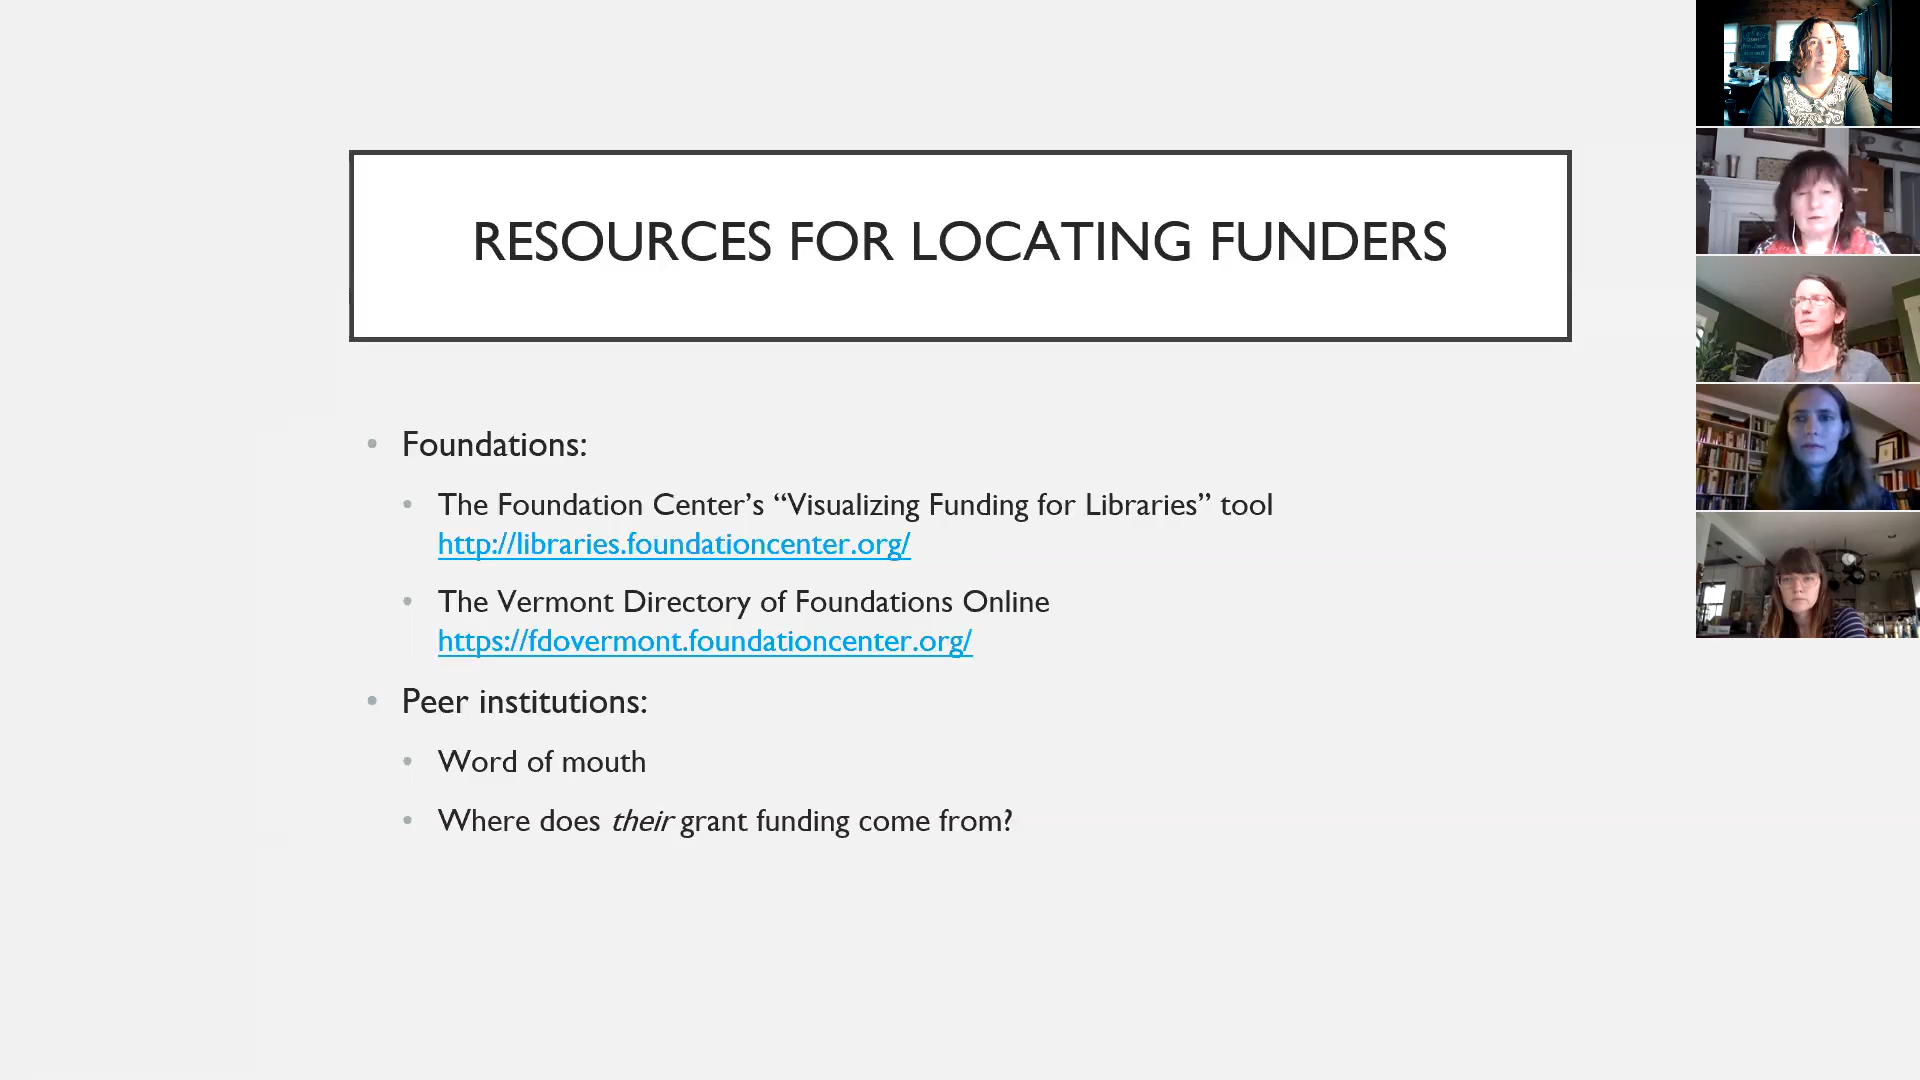 RESOURCES FOR LOCATING FUNDERS
• Foundations:
• The Foundation Center’s “Visualizing Funding for Libraries” tool
http://libraries.foundationcenter.org/
• The Vermont Directory of Foundations Online
https://fdovermont.foundationcenter.org/
• Peer institutions:
• Word of mouth
• Where does their grant funding come from?